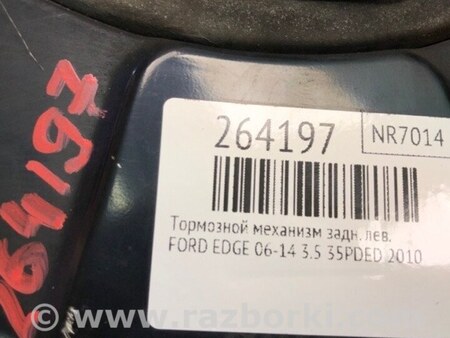 264197
264197
NR7014
Тормозной механизм задн. лев.
FORD EDGE 06-14 3.5 35PDED 2010
© www.razborki.com